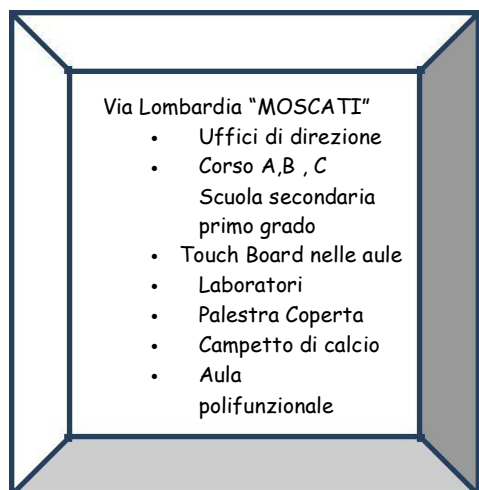 Via Lombardia “MOSCATI”
• Uffici di direzione
• Corso A,B , C
Scuola secondaria
primo grado
• Touch Board nelle aule
• Laboratori
• Palestra Coperta
• Campetto di calcio
• Aula
polifunzionale